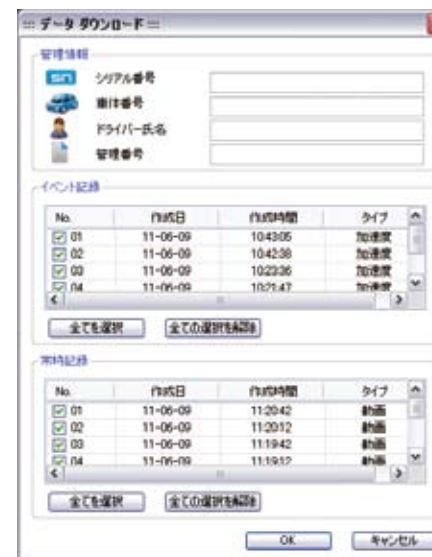 ::: データ ダウンロード :::
管理情報
sn シリアル番号
車体番号
ドライバー氏名
管理番号
イベント記録
No. 作成日 作成時間 タイプ
01 11-06-09 10:43:05 加速度
02 11-06-09 10:42:38 加速度
03 11-06-09 10:23:36 加速度
04 11-06-09 10:21:47 加速度
全てを選択 全ての選択を解除
常時記録
No. 作成日 作成時間 タイプ
01 11-06-09 11:20:42 動画
02 11-06-09 11:20:12 動画
03 11-06-09 11:19:42 動画
04 11-06-09 11:19:12 動画
全てを選択 全ての選択を解除
OK キャンセル